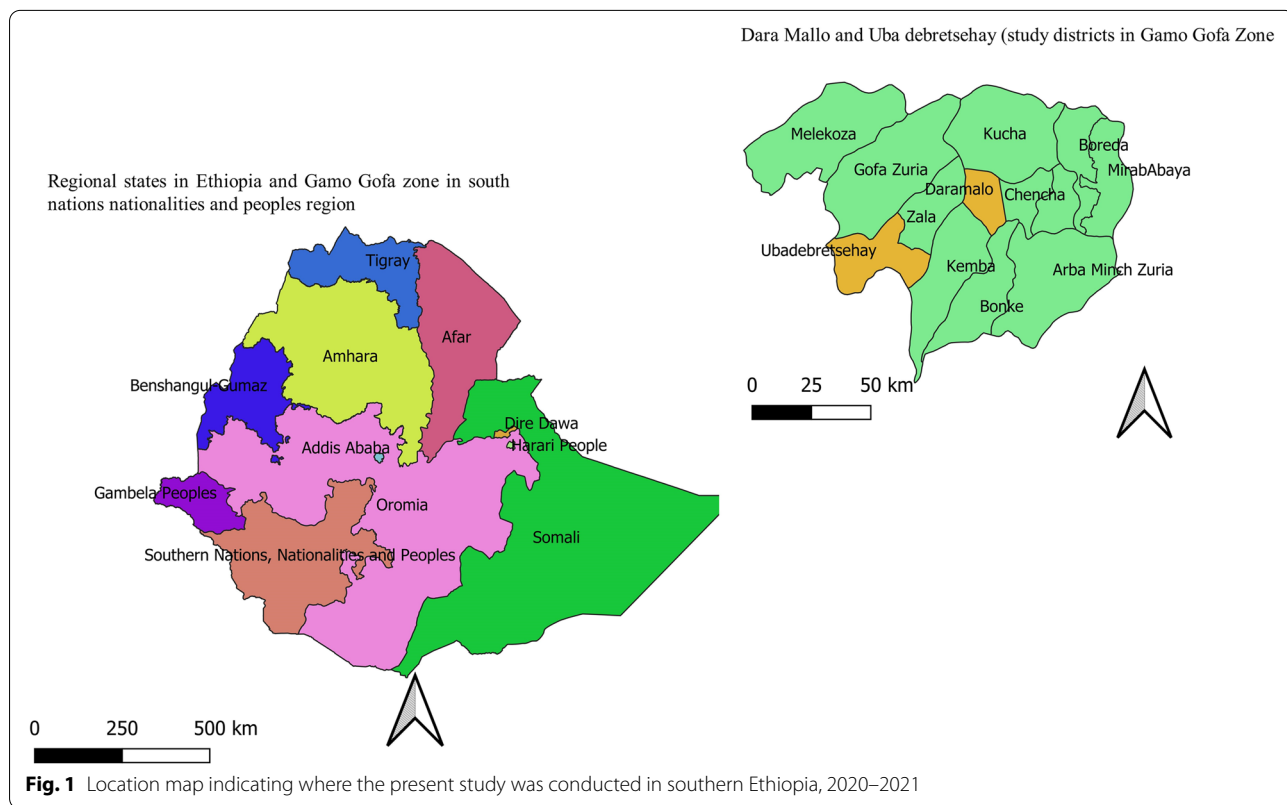 Dara Mallo and Uba debretsehay (study districts in Gamo Gofa Zone
Melekoza
Kucha
Boreda
MirabAbaya
Gofa Zuria
Daramalo
Chencha
Zala
Ubadebretsehay
Kemba
Arba Minch Zuria
Bonke
0 25 50 km
Regional states in Ethiopia and Gamo Gofa zone in south
nations nationalities and peoples region
Tigray
Afar
Amhara
Benshangul-Gumaz
Dire Dawa
Harari People
Addis Ababa
Gambela Peoples
Oromia
Somali
Southern Nations, Nationalities and Peoples
0 250 500 km
Fig. 1 Location map indicating where the present study was conducted in southern Ethiopia, 2020–2021